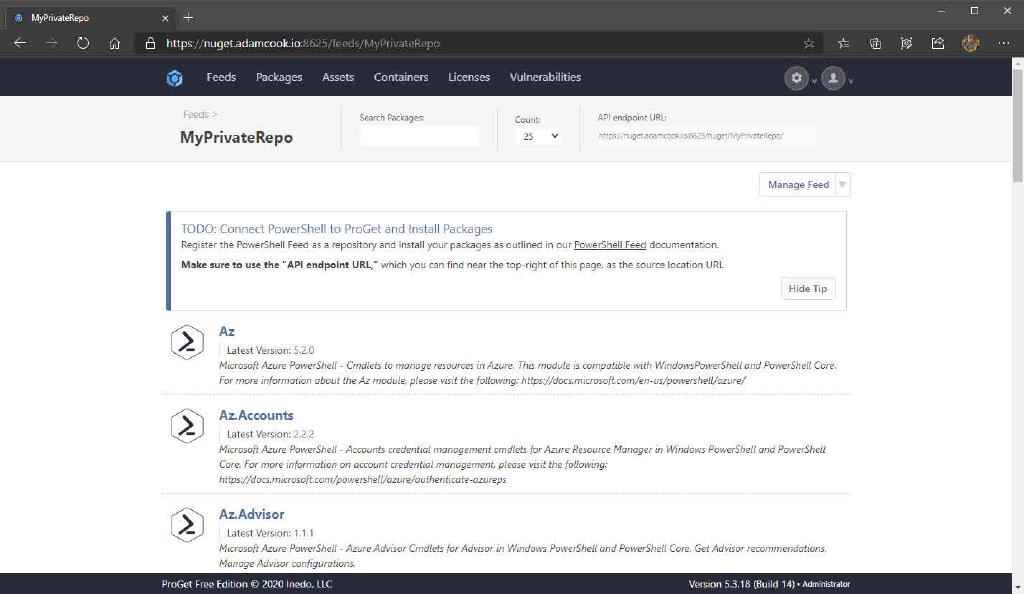 MyPrivateRepo
https://nuget.adamcook.io:8625/feeds/MyPrivateRepo
Feeds Packages Assets Containers Licenses Vulnerabilities
Feeds >
MyPrivateRepo
Search Packages:
Count:
25
API endpoint URL:
https://nuget.adamcook.io:8625/nuget/MyPrivateRepo/
Manage Feed
TODO: Connect PowerShell to ProGet and Install Packages
Register the PowerShell Feed as a repository and install your packages as outlined in our PowerShell Feed documentation.
Make sure to use the "API endpoint URL," which you can find near the top-right of this page, as the source location URL
Hide Tip
Az
Latest Version: 5.2.0
Microsoft Azure PowerShell - Cmdlets to manage resources in Azure. This module is compatible with WindowsPowerShell and PowerShell Core.
For more information about the Az module, please visit the following: https://docs.microsoft.com/en-us/powershell/azure/
Az.Accounts
Latest Version: 2.2.2
Microsoft Azure PowerShell - Accounts credential management cmdlets for Azure Resource Manager in Windows PowerShell and PowerShell
Core. For more information on account credential management, please visit the following:
https://docs.microsoft.com/powershell/azure/authenticate-azureps
Az.Advisor
Latest Version: 1.1.1
Microsoft Azure PowerShell - Azure Advisor Cmdlets for Advisor in Windows PowerShell and PowerShell Core. Get Advisor recommendations.
Manage Advisor configurations.
ProGet Free Edition © 2020 Inedo, LLC
Version 5.3.18 (Build 14) • Administrator